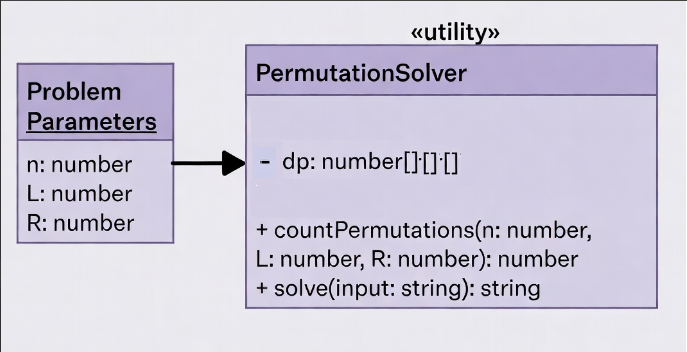 «utility»
Problem
Parameters
n: number
L: number
R: number
PermutationSolver
- dp: number[]·[]·[]
+ countPermutations(n: number,
L: number, R: number): number
+ solve(input: string): string